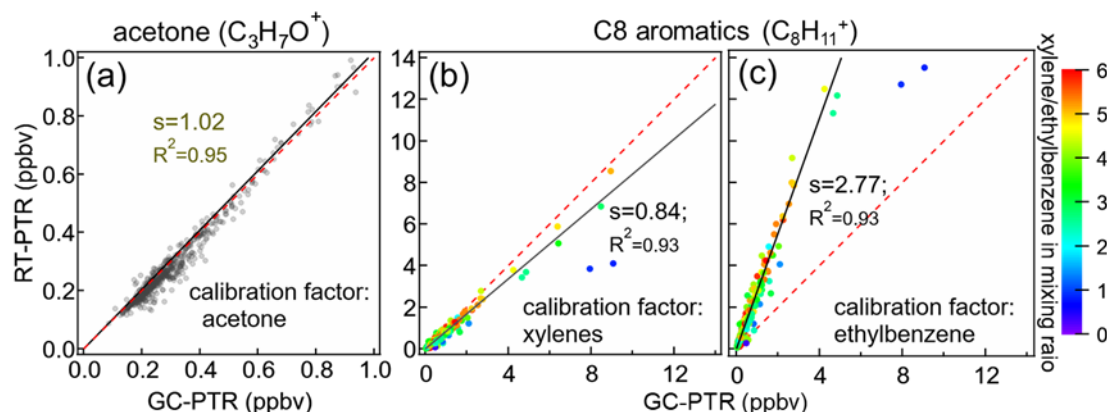 acetone (C₃H₇O⁺)
C8 aromatics (C₈H₁₁⁺)
(a)
s=1.02
R²=0.95
calibration factor:
acetone
RT-PTR (ppbv)
1.0
0.8
0.6
0.4
0.2
0.0
0.0 0.2 0.4 0.6 0.8 1.0
GC-PTR (ppbv)
(b)
s=0.84;
R²=0.93
calibration factor:
xylenes
14
12
10
8
6
4
2
0
0 4 8 12
(c)
s=2.77;
R²=0.93
calibration factor:
ethylbenzene
0 4 8 12
GC-PTR (ppbv)
6
5
4
3
2
1
0
xylene/ethylbenzene in mixing raio